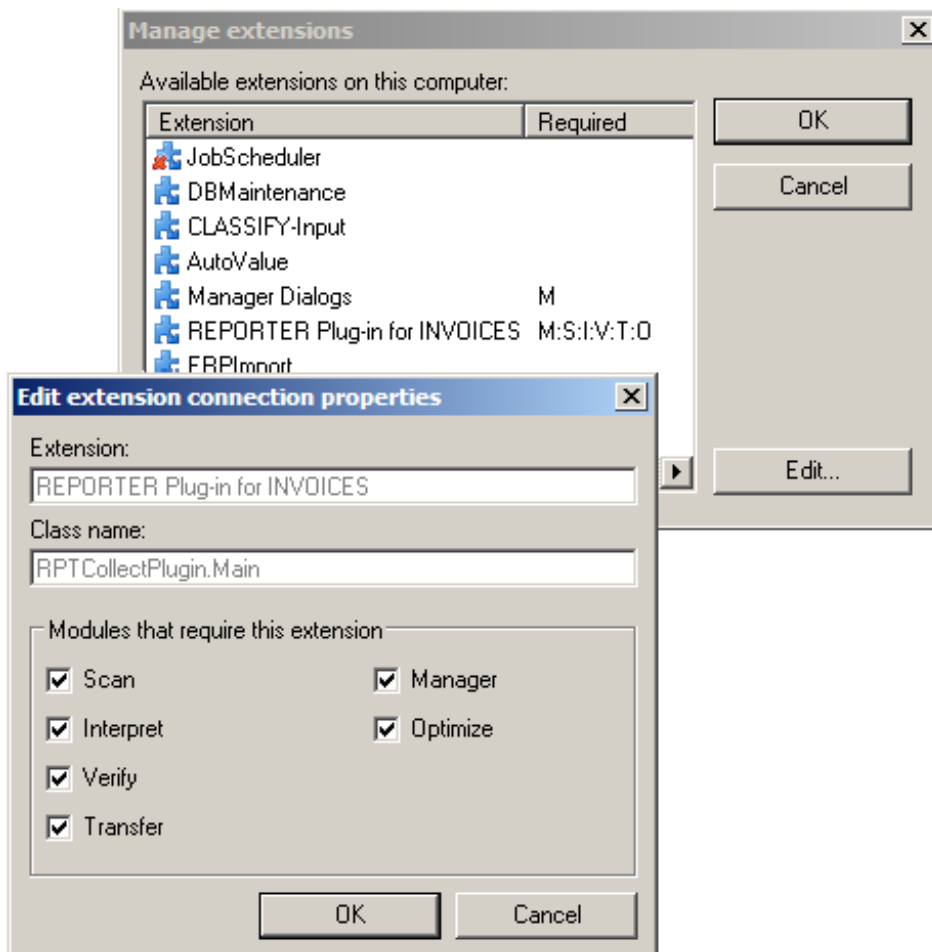 Manage extensions
Available extensions on this computer:
Extension Required
JobScheduler
DBMaintenance
CLASSIFY-Input
AutoValue
Manager Dialogs M
REPORTER Plug-in for INVOICES M:S:I:V:T:O
ERPImport
OK
Cancel
Edit...
Edit extension connection properties
Extension:
REPORTER Plug-in for INVOICES
Class name:
RPTCollectPlugin.Main
Modules that require this extension
Scan Manager
Interpret Optimize
Verify
Transfer
OK Cancel